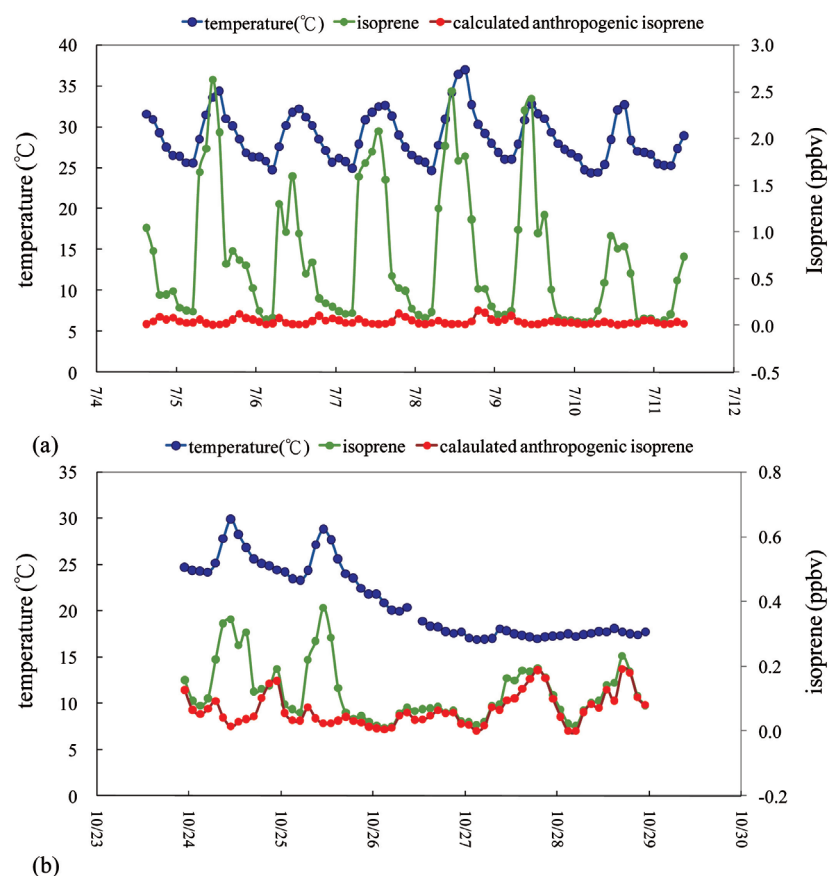 temperature(℃) isoprene calculated anthropogenic isoprene
40 3.0
35 2.5
30 2.0
25 1.5
20 1.0
15 0.5
10 0.0
5
0 -0.5
temperature (℃)
Isoprene (ppbv)
7/4 7/5 7/6 7/7 7/8 7/9 7/10 7/11 7/12
(a)
temperature(℃) isoprene calaulated anthropogenic isoprene
35 0.8
30 0.6
25 0.4
20
15 0.2
10 0.0
5
0 -0.2
temperature (℃)
isoprene (ppbv)
10/23 10/24 10/25 10/26 10/27 10/28 10/29 10/30
(b)